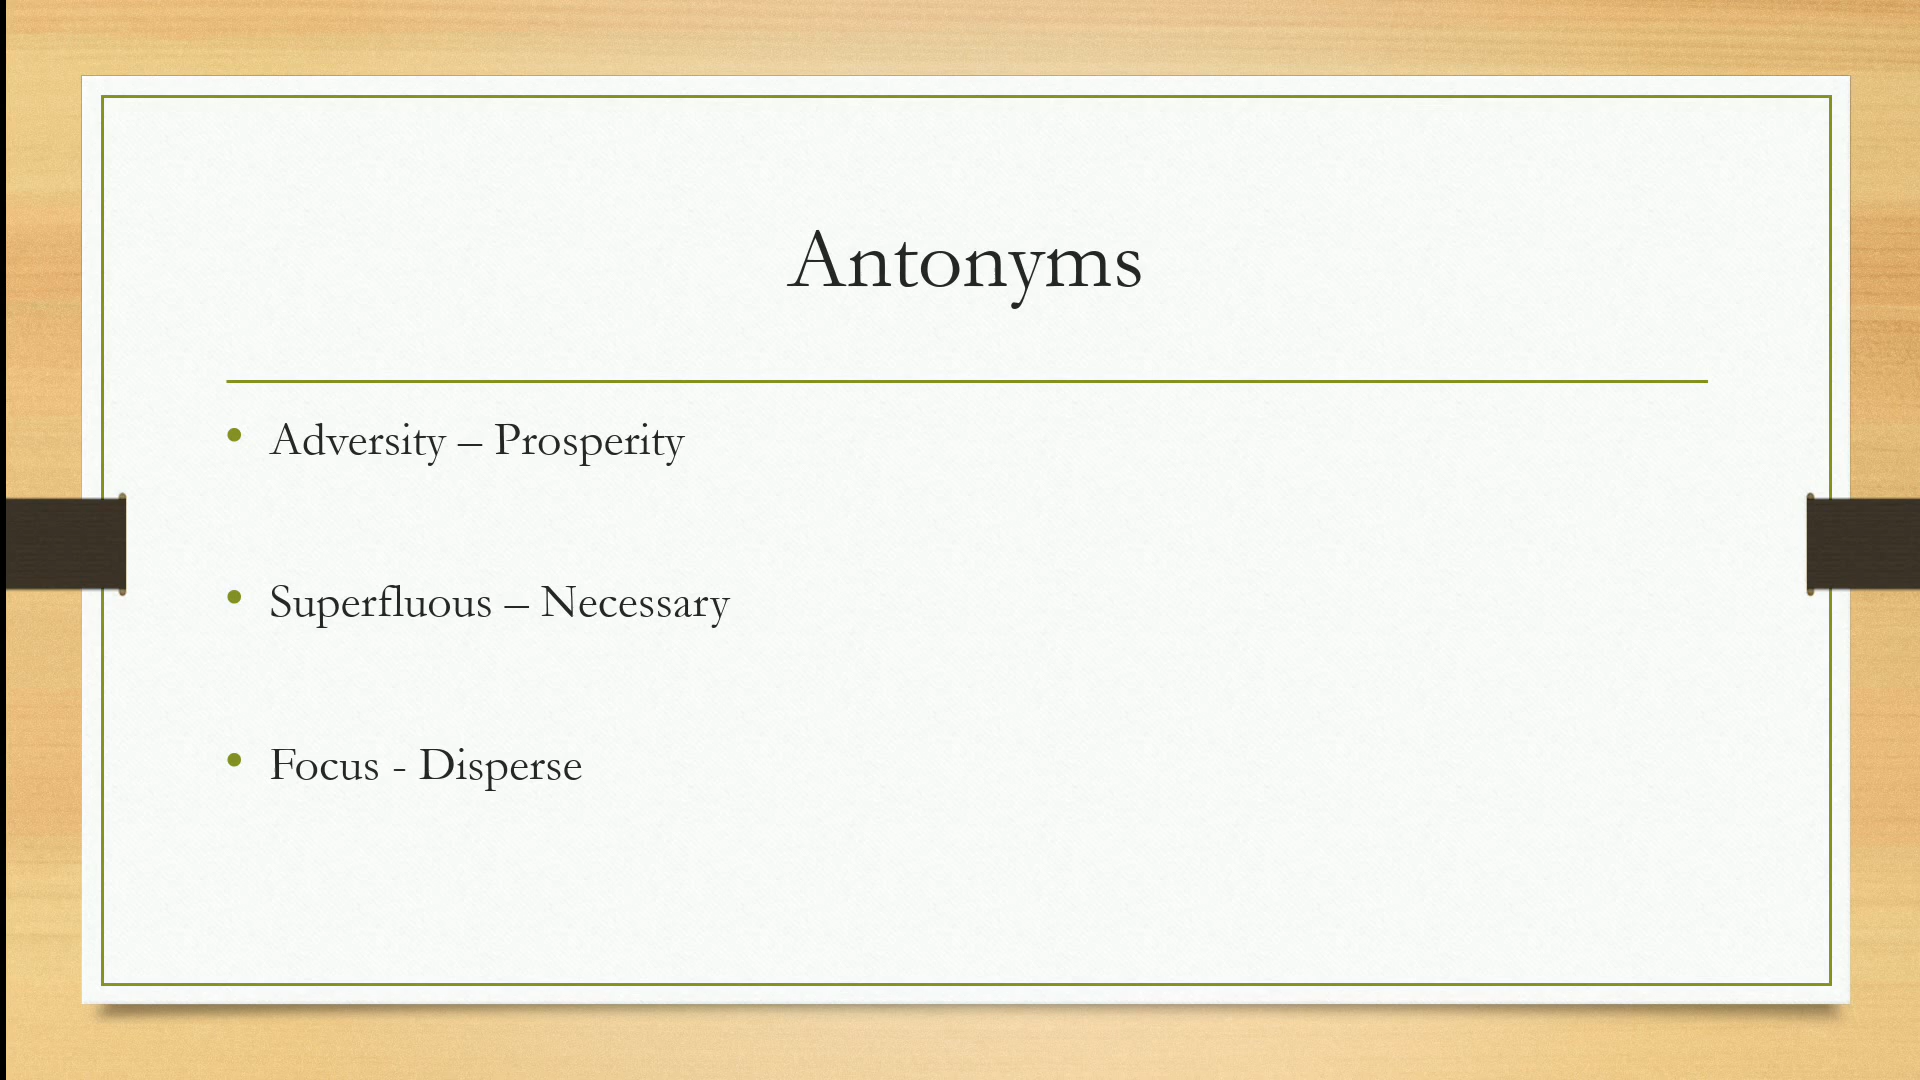 Antonyms
• Adversity – Prosperity
• Superfluous – Necessary
• Focus - Disperse